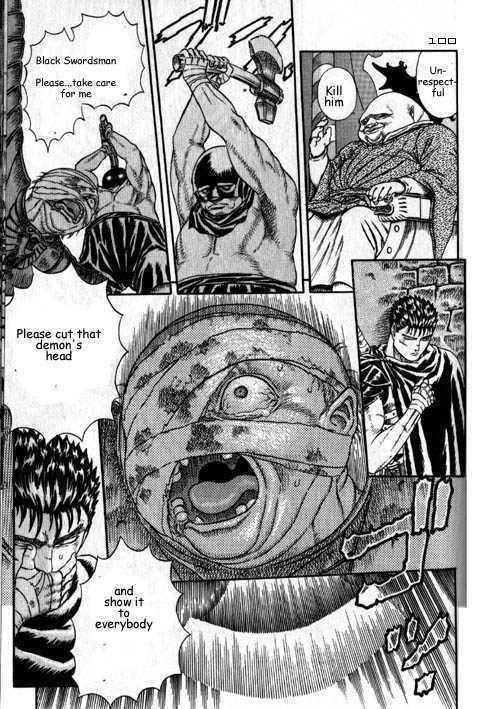 100
Un-
respect-
ful
Kill
him
Black Swordsman
Please...take care
for me
Please cut that
demon's
head
and
show it
to
everybody